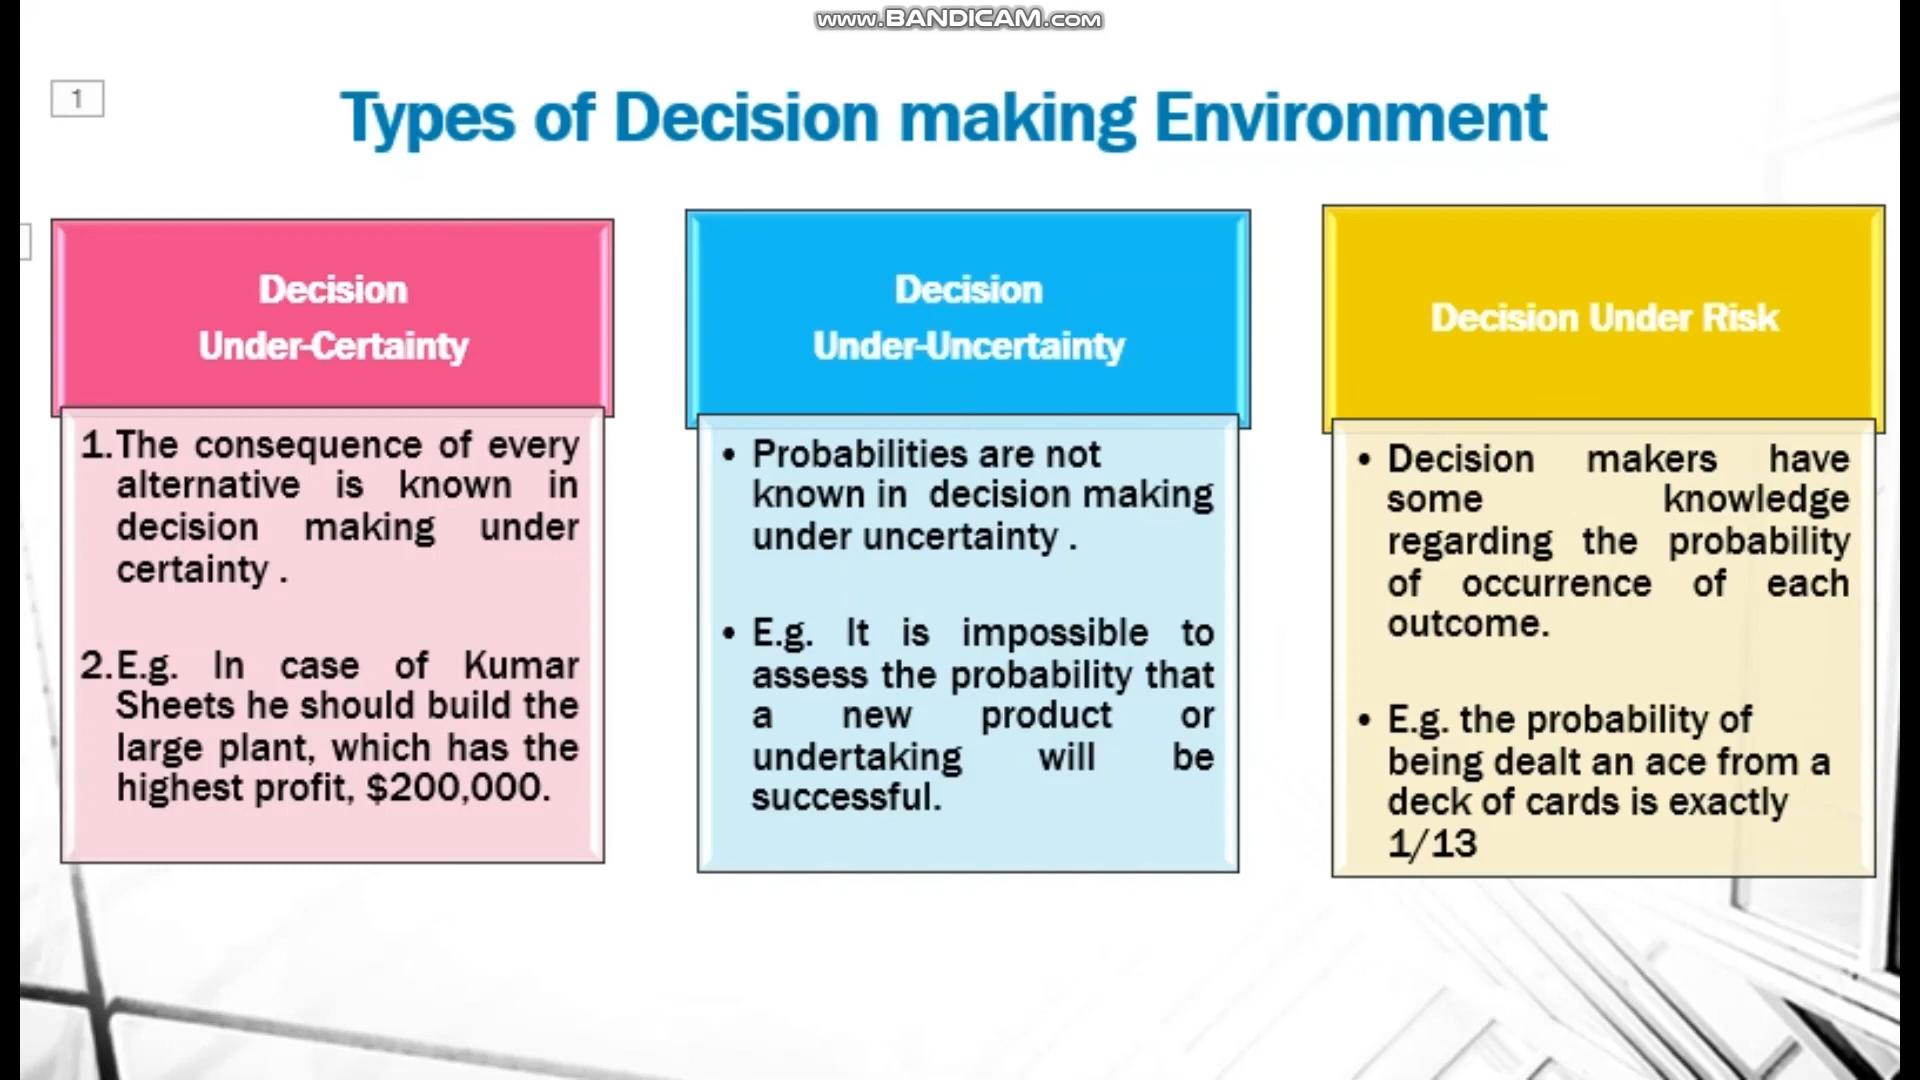 www.BANDICAM.com
1
Types of Decision making Environment
Decision
Under-Certainty
1.The consequence of every
alternative is known in
decision making under
certainty .
2.E.g. In case of Kumar
Sheets he should build the
large plant, which has the
highest profit, $200,000.
Decision
Under-Uncertainty
• Probabilities are not
known in decision making
under uncertainty .
• E.g. It is impossible to
assess the probability that
a new product or
undertaking will be
successful.
Decision Under Risk
• Decision makers have
some knowledge
regarding the probability
of occurrence of each
outcome.
• E.g. the probability of
being dealt an ace from a
deck of cards is exactly
1/13